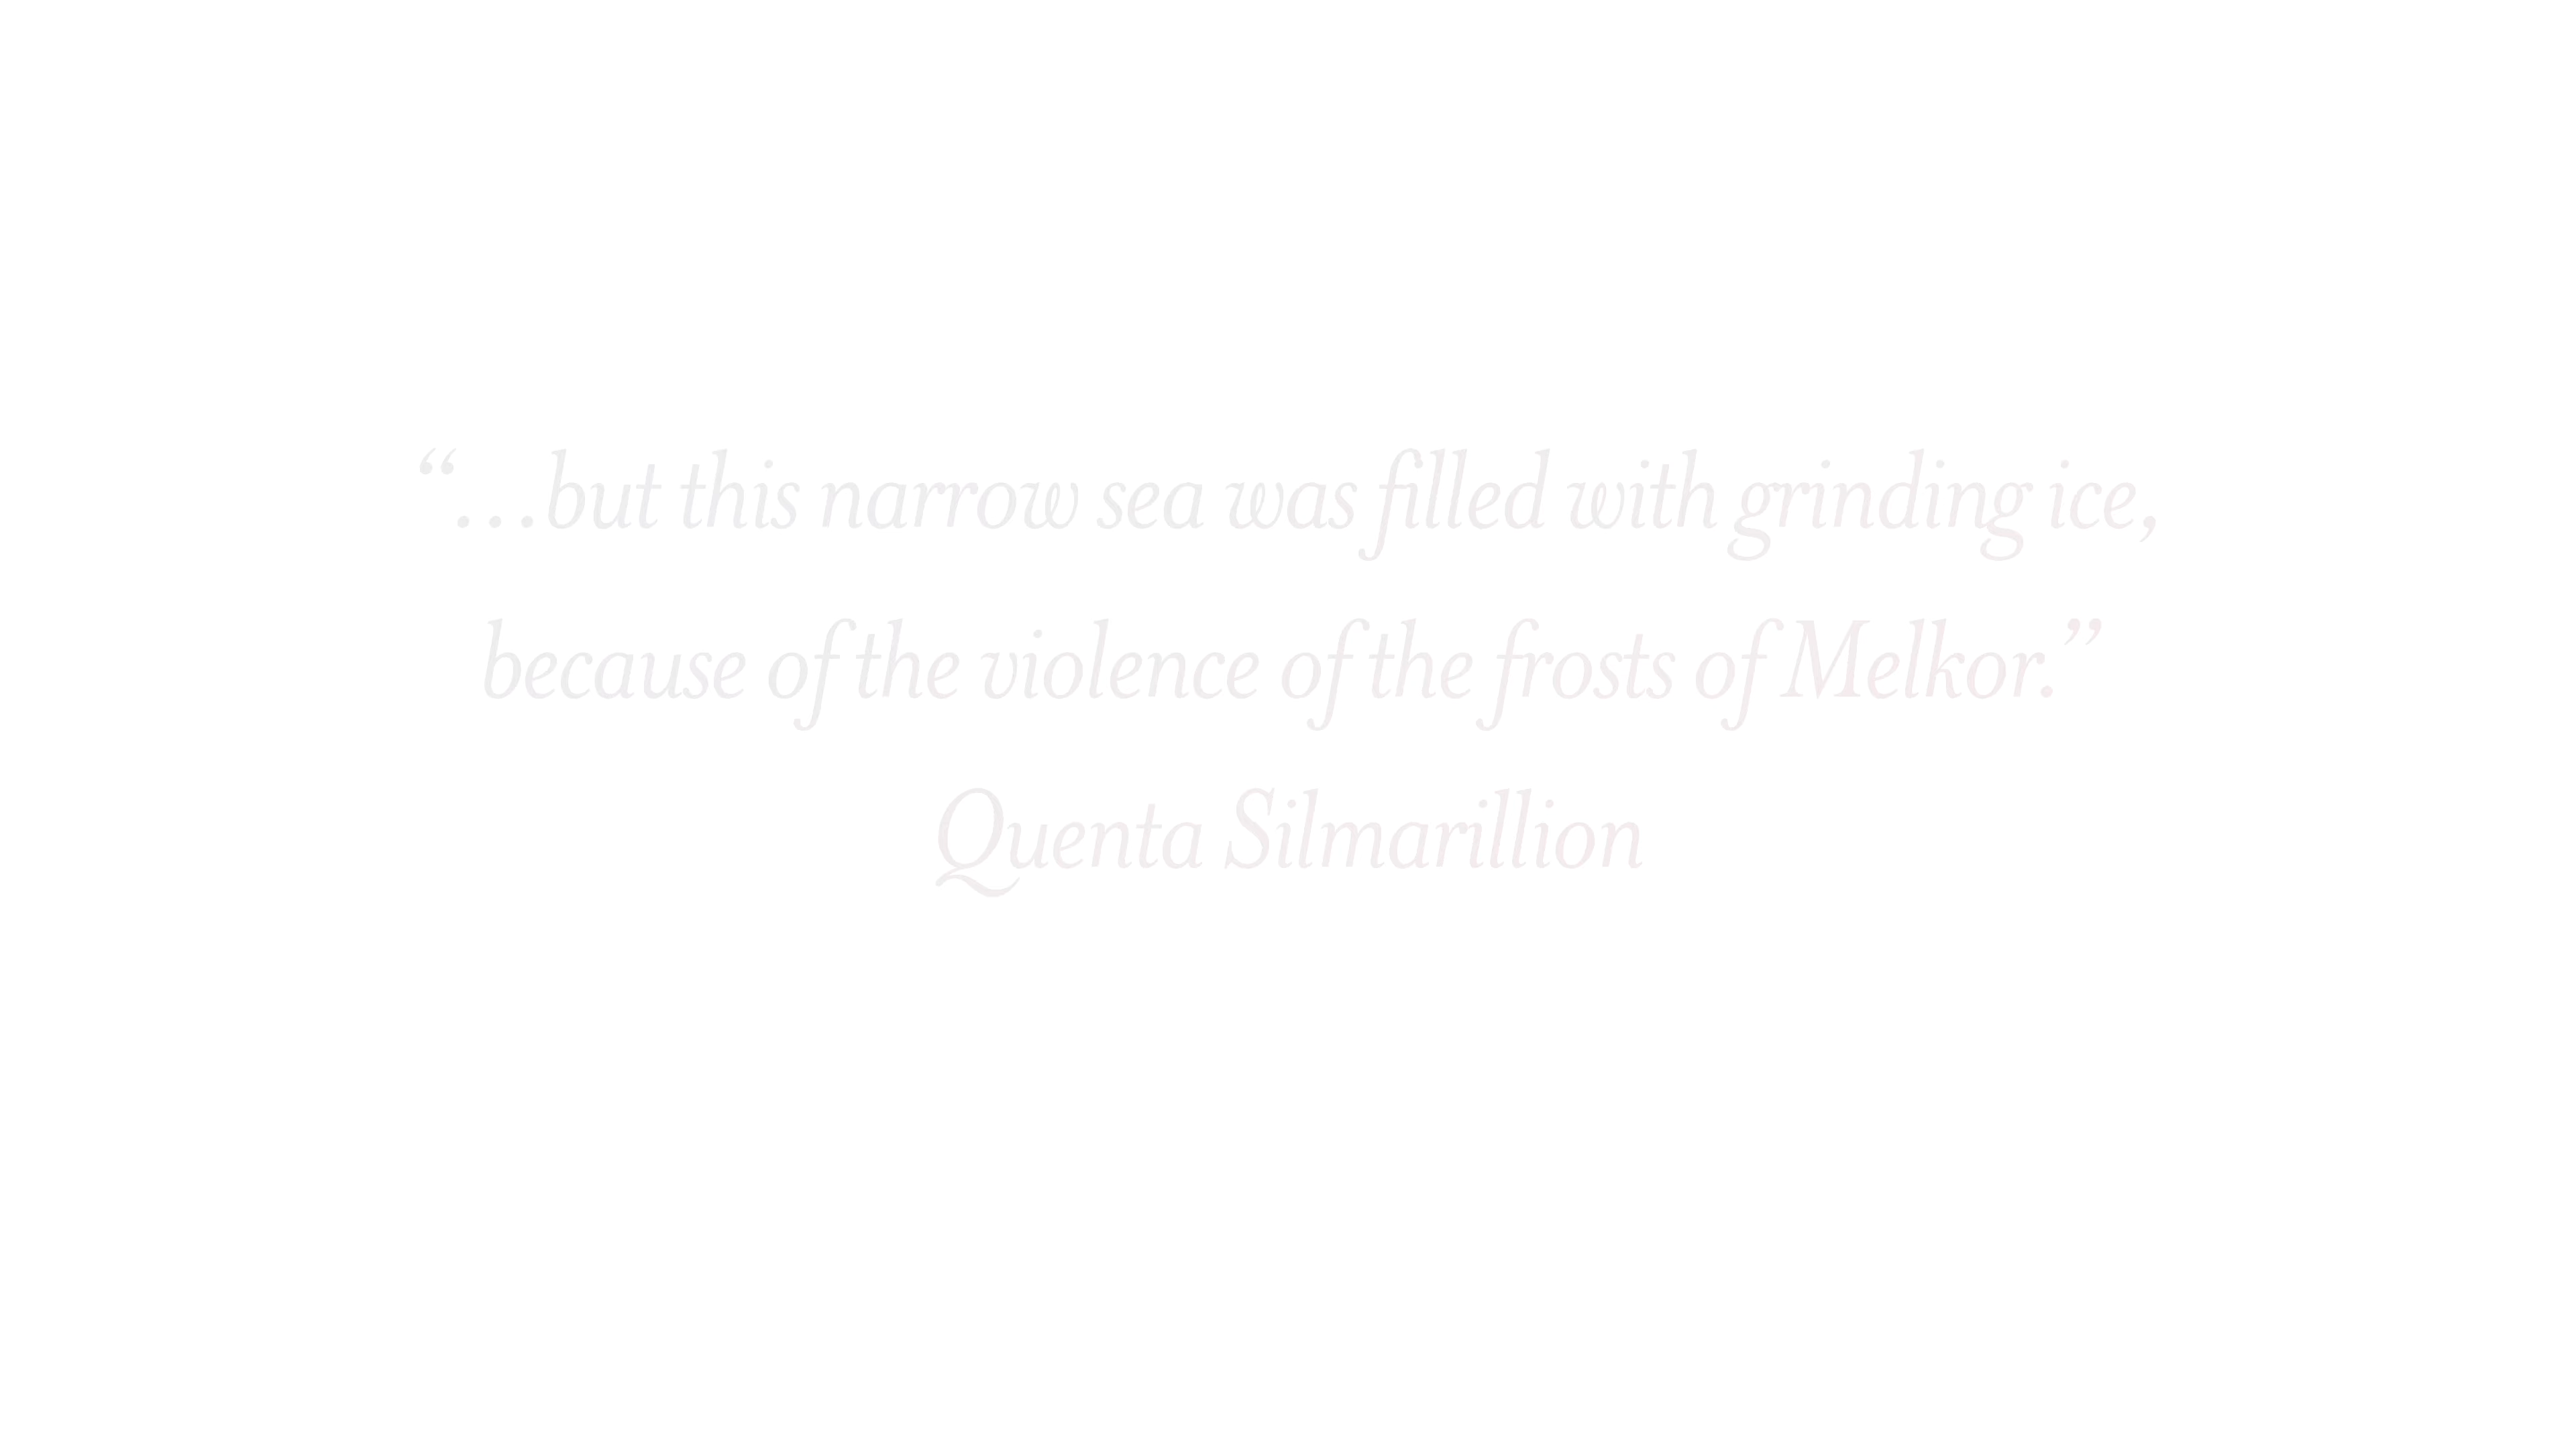 “…but this narrow sea was filled with grinding ice,
because of the violence of the frosts of Melkor.”
Quenta Silmarillion